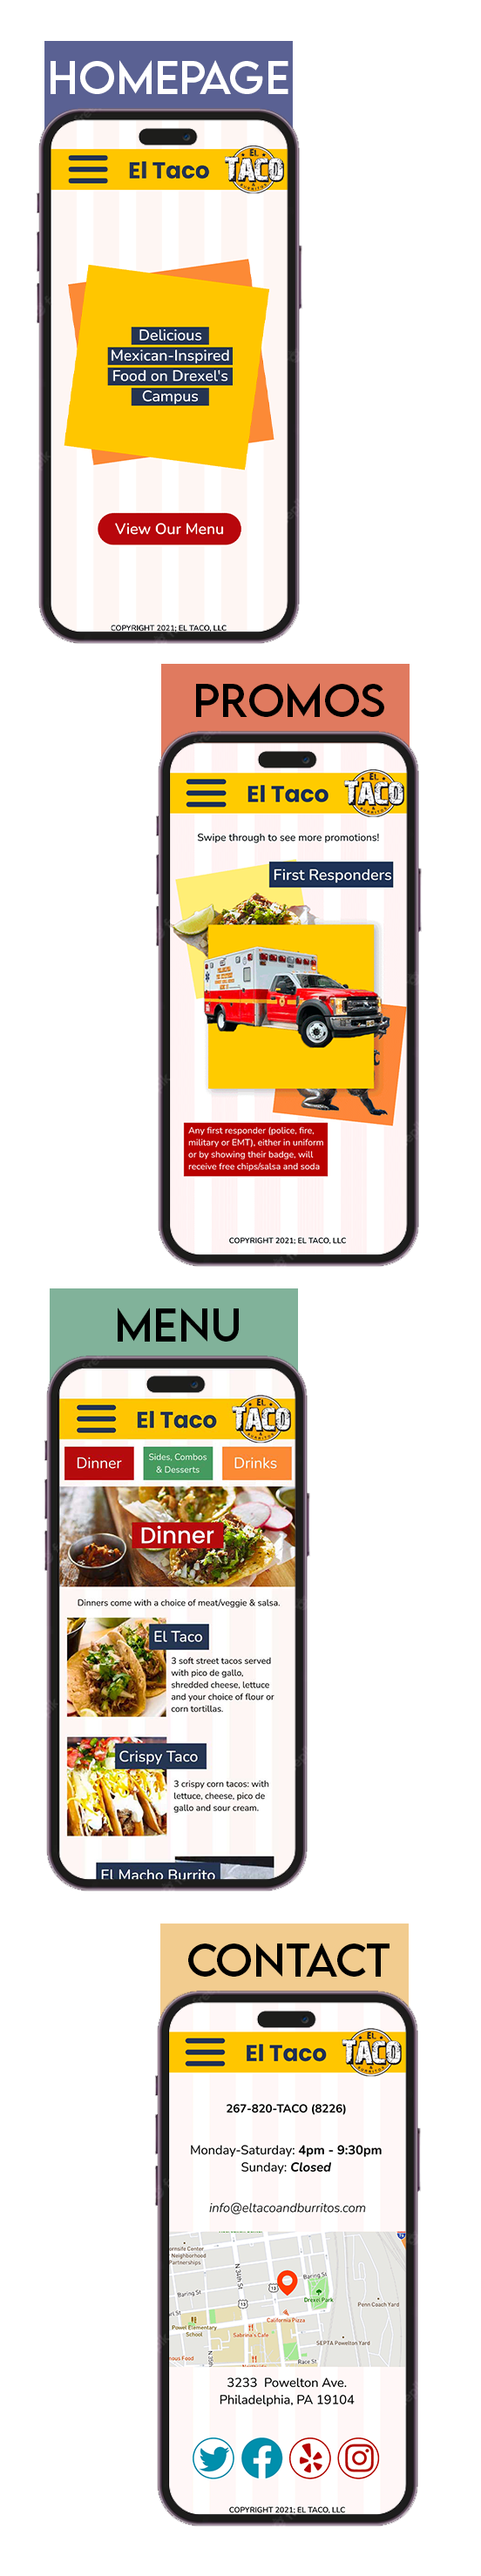 HOMEPAGE
El Taco
EL
TACO
& BURRITOS
Delicious
Mexican-Inspired
Food on Drexel's
Campus
View Our Menu
COPYRIGHT 2021; EL TACO, LLC
PROMOS
El Taco
EL
TACO
& BURRITOS
Swipe through to see more promotions!
First Responders
Any first responder (police, fire,
military or EMT), either in uniform
or by showing their badge, will
receive free chips/salsa and soda
COPYRIGHT 2021; EL TACO, LLC
MENU
El Taco
EL
TACO
& BURRITOS
Dinner
Sides, Combos
& Desserts
Drinks
Dinner
Dinners come with a choice of meat/veggie & salsa.
El Taco
3 soft street tacos served
with pico de gallo,
shredded cheese, lettuce
and your choice of flour or
corn tortillas.
Crispy Taco
3 crispy corn tacos: with
lettuce, cheese, pico de
gallo and sour cream.
El Macho Burrito
CONTACT
El Taco
EL
TACO
& BURRITOS
267-820-TACO (8226)
Monday-Saturday: 4pm - 9:30pm
Sunday: Closed
info@eltacoandburritos.com
Center
Neighborhood
Partnerships
Baring St
N 34th St
Baring St
Drexel Park
13
13
Penn Coach Yard
California Pizza
Powel Elementary
School
Sabrina's Cafe
SEPTA Powelton Yard
Race St
3233 Powelton Ave.
Philadelphia, PA 19104
COPYRIGHT 2021; EL TACO, LLC